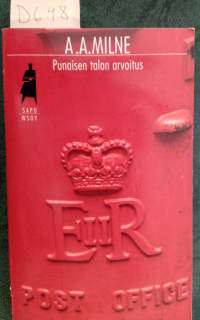 D648
A.A.MILNE
Punaisen talon arvoitus
SAPO
WSOY
EIIR
POST OFFICE